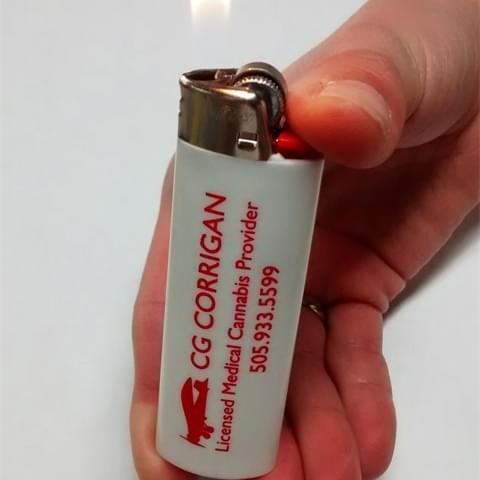 CG CORRIGAN
Licensed Medical Cannabis Provider
505.933.5599